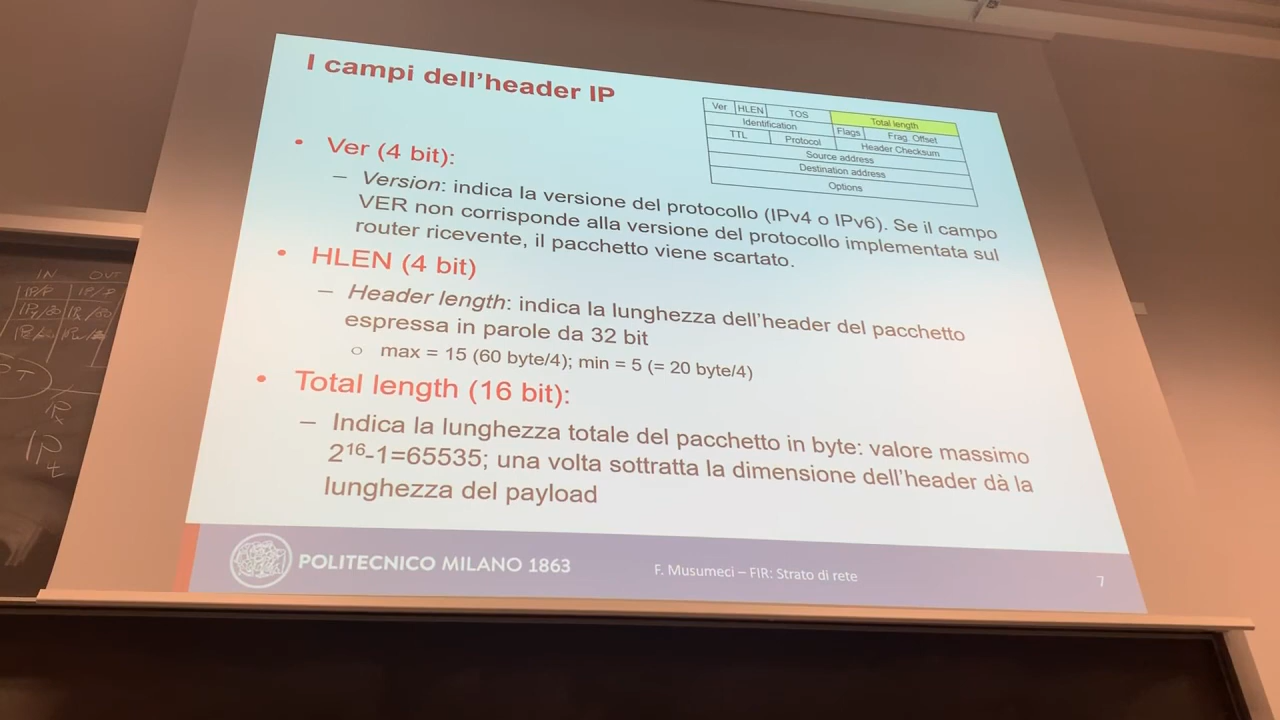 I campi dell'header IP
Ver HLEN TOS Total length
Identification Flags Frag. Offset
TTL Protocol Header Checksum
Source address
Destination address
Options
• Ver (4 bit):
– Version: indica la versione del protocollo (IPv4 o IPv6). Se il campo
VER non corrisponde alla versione del protocollo implementata sul
router ricevente, il pacchetto viene scartato.
• HLEN (4 bit)
– Header length: indica la lunghezza dell'header del pacchetto
espressa in parole da 32 bit
○ max = 15 (60 byte/4); min = 5 (= 20 byte/4)
• Total length (16 bit):
– Indica la lunghezza totale del pacchetto in byte: valore massimo
2¹⁶-1=65535; una volta sottratta la dimensione dell'header dà la
lunghezza del payload
POLITECNICO MILANO 1863
F. Musumeci – FIR: Strato di rete
7
IN OUT